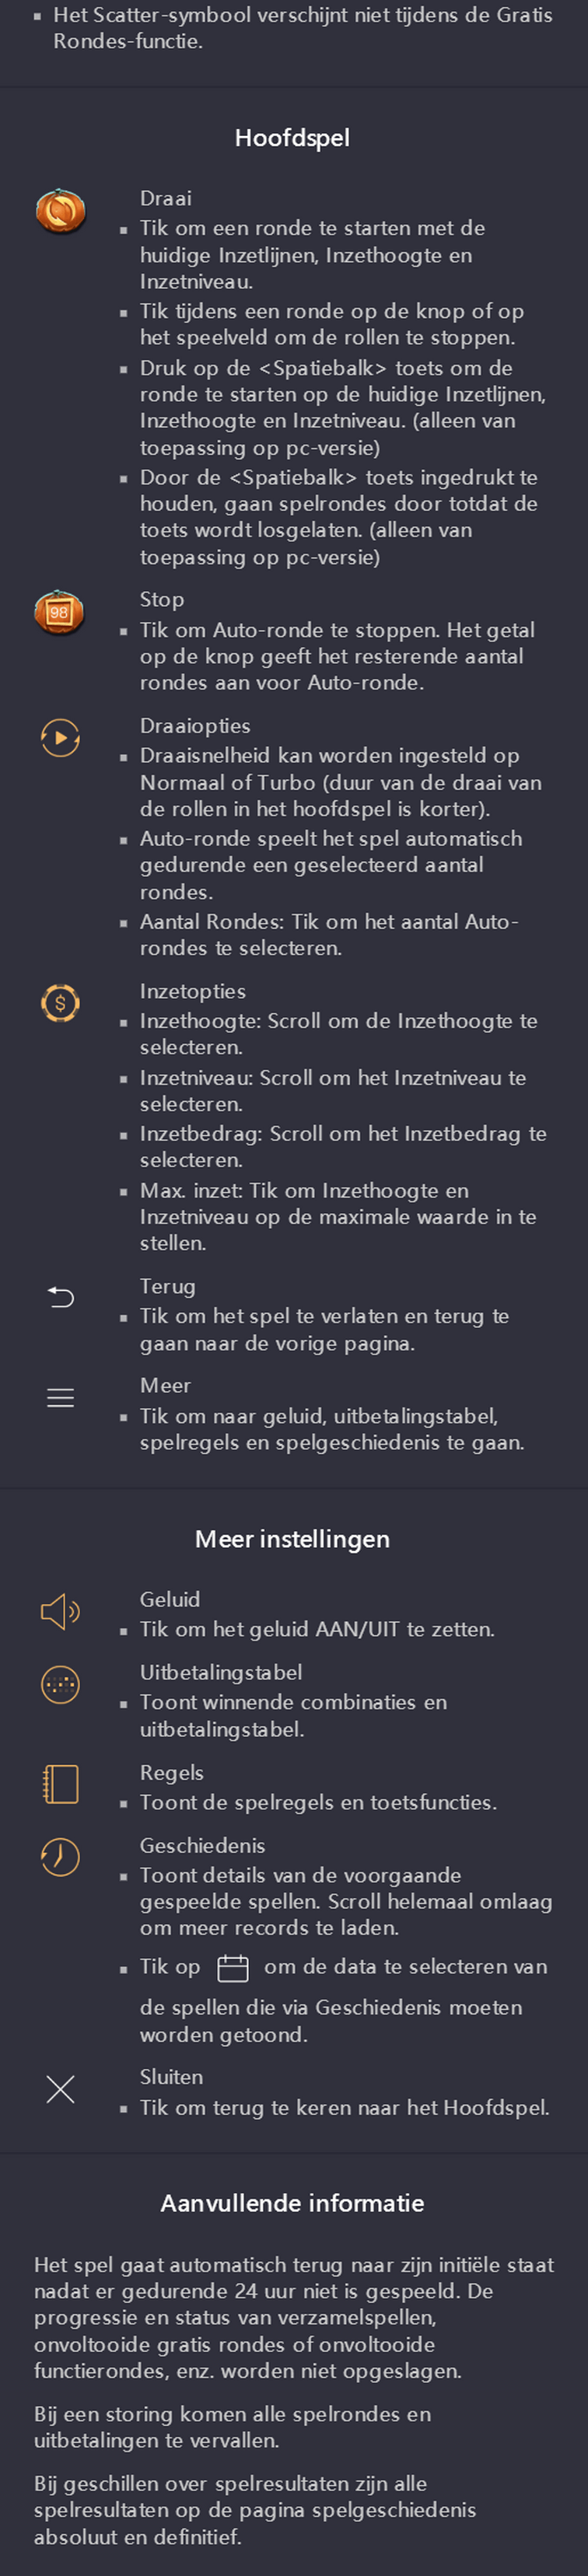 ▪ Het Scatter-symbool verschijnt niet tijdens de Gratis
Rondes-functie.
Hoofdspel
Draai
▪ Tik om een ronde te starten met de
huidige Inzetlijnen, Inzethoogte en
Inzetniveau.
▪ Tik tijdens een ronde op de knop of op
het speelveld om de rollen te stoppen.
▪ Druk op de <Spatiebalk> toets om de
ronde te starten op de huidige Inzetlijnen,
Inzethoogte en Inzetniveau. (alleen van
toepassing op pc-versie)
▪ Door de <Spatiebalk> toets ingedrukt te
houden, gaan spelrondes door totdat de
toets wordt losgelaten. (alleen van
toepassing op pc-versie)
98
Stop
▪ Tik om Auto-ronde te stoppen. Het getal
op de knop geeft het resterende aantal
rondes aan voor Auto-ronde.
Draaiopties
▪ Draaisnelheid kan worden ingesteld op
Normaal of Turbo (duur van de draai van
de rollen in het hoofdspel is korter).
▪ Auto-ronde speelt het spel automatisch
gedurende een geselecteerd aantal
rondes.
▪ Aantal Rondes: Tik om het aantal Auto-
rondes te selecteren.
$
Inzetopties
▪ Inzethoogte: Scroll om de Inzethoogte te
selecteren.
▪ Inzetniveau: Scroll om het Inzetniveau te
selecteren.
▪ Inzetbedrag: Scroll om het Inzetbedrag te
selecteren.
▪ Max. inzet: Tik om Inzethoogte en
Inzetniveau op de maximale waarde in te
stellen.
Terug
▪ Tik om het spel te verlaten en terug te
gaan naar de vorige pagina.
Meer
▪ Tik om naar geluid, uitbetalingstabel,
spelregels en spelgeschiedenis te gaan.
Meer instellingen
Geluid
▪ Tik om het geluid AAN/UIT te zetten.
Uitbetalingstabel
▪ Toont winnende combinaties en
uitbetalingstabel.
Regels
▪ Toont de spelregels en toetsfuncties.
Geschiedenis
▪ Toont details van de voorgaande
gespeelde spellen. Scroll helemaal omlaag
om meer records te laden.
▪ Tik op om de data te selecteren van
de spellen die via Geschiedenis moeten
worden getoond.
Sluiten
▪ Tik om terug te keren naar het Hoofdspel.
Aanvullende informatie
Het spel gaat automatisch terug naar zijn initiële staat
nadat er gedurende 24 uur niet is gespeeld. De
progressie en status van verzamelspellen,
onvoltooide gratis rondes of onvoltooide
functierondes, enz. worden niet opgeslagen.
Bij een storing komen alle spelrondes en
uitbetalingen te vervallen.
Bij geschillen over spelresultaten zijn alle
spelresultaten op de pagina spelgeschiedenis
absoluut en definitief.